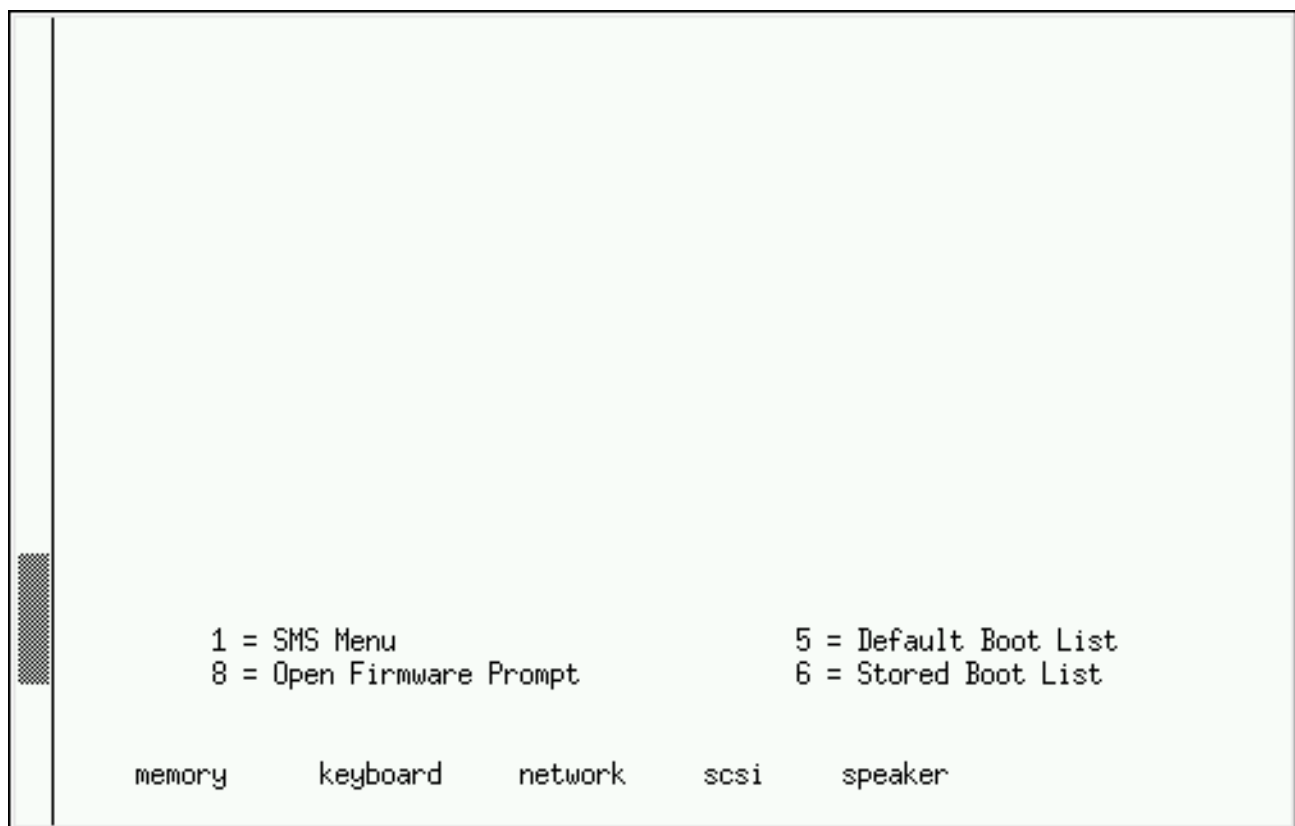 1 = SMS Menu 5 = Default Boot List
8 = Open Firmware Prompt 6 = Stored Boot List
memory keyboard network scsi speaker